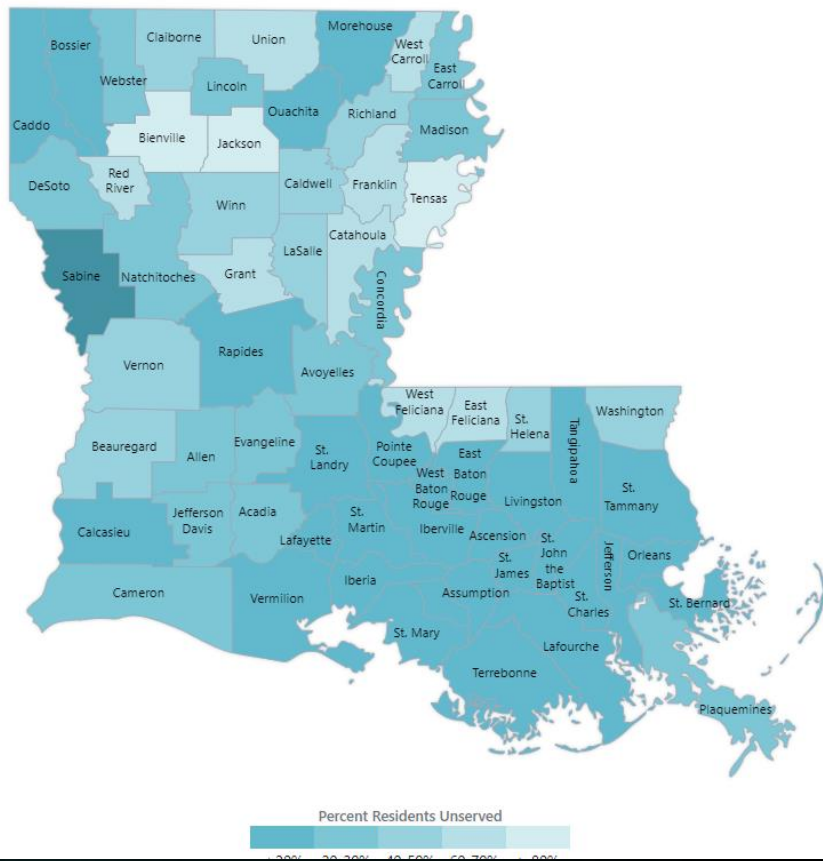 Morehouse
Claiborne
Union
West
Carroll
Bossier
East
Carroll
Webster
Lincoln
Ouachita
Richland
Caddo
Madison
Bienville
Jackson
Red
River
DeSoto
Caldwell
Franklin
Tensas
Winn
Catahoula
LaSalle
Sabine
Natchitoches
Grant
Concordia
Rapides
Vernon
Avoyelles
West
Feliciana
East
Feliciana
St.
Helena
Washington
Tangipahoa
Beauregard
Allen
Evangeline
St.
Landry
Pointe
Coupee
East
Baton
Rouge
West
Baton
Rouge
Livingston
St.
Tammany
Calcasieu
Jefferson
Davis
Acadia
Lafayette
St.
Martin
Iberville
Ascension
St.
John
the
Baptist
Jefferson
Orleans
St.
James
Cameron
Vermilion
Iberia
Assumption
St.
Charles
St. Bernard
St. Mary
Lafourche
Terrebonne
Plaquemines
Percent Residents Unserved